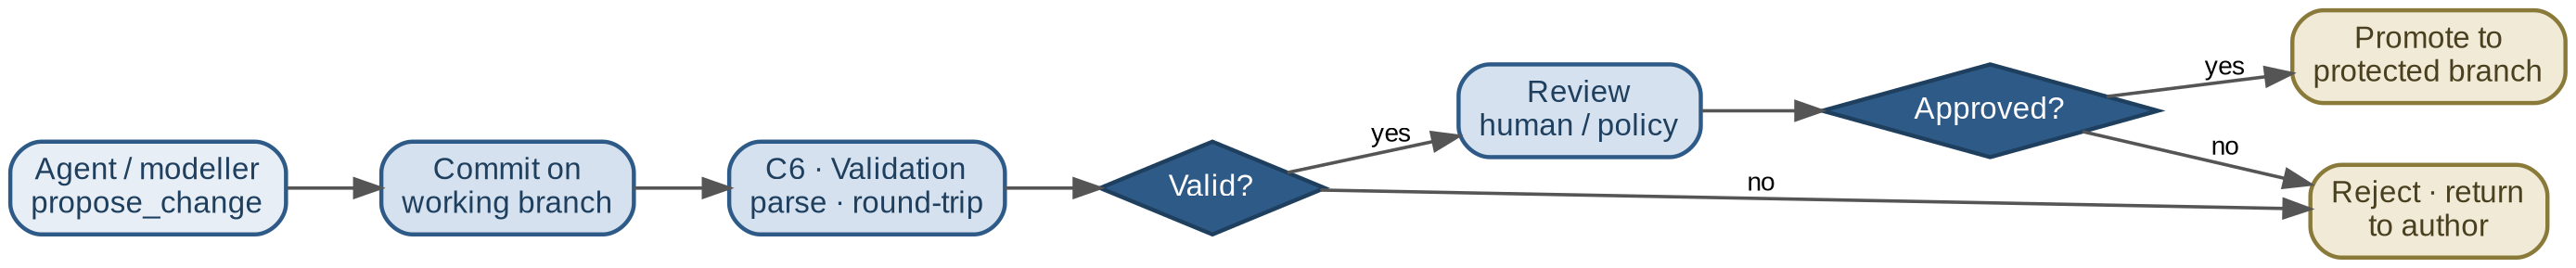 Agent / modeller
propose_change
Commit on
working branch
C6 · Validation
parse · round-trip
Valid?
yes
no
Review
human / policy
Approved?
yes
no
Promote to
protected branch
Reject · return
to author